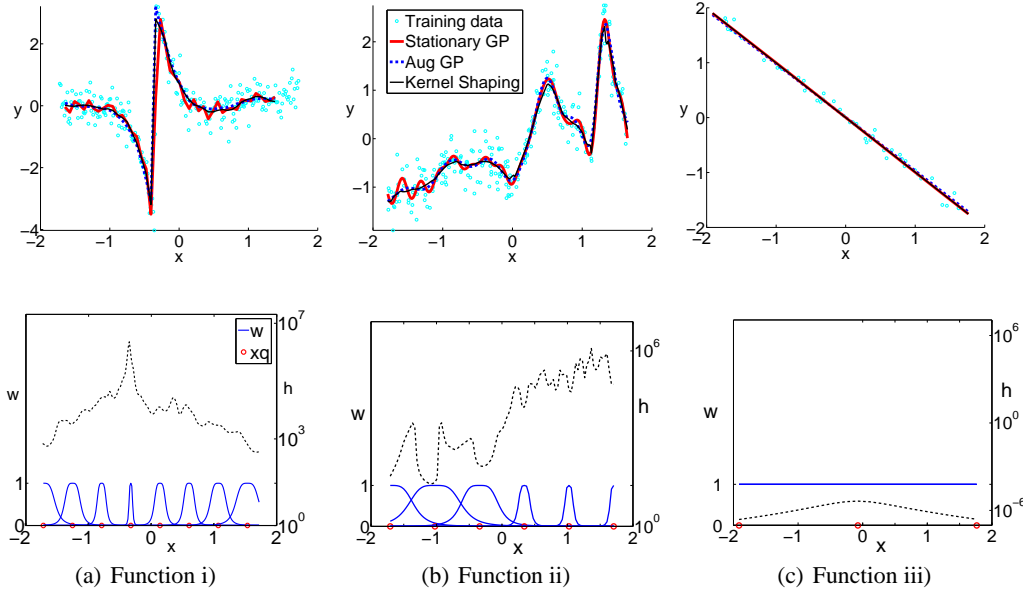 2
0
−2
−4
y
−2
−1
0
1
2
x
2
1
0
−1
y
−2
−1
0
1
2
x
Training data
Stationary GP
Aug GP
Kernel Shaping
2
1
0
−1
−2
y
−2
−1
0
1
2
x
w
1
0
−2
−1
0
1
2
x
10^7
h
10^3
10^0
w
xq
w
1
0
−2
−1
0
1
2
x
10^6
h
10^0
w
1
0
−2
−1
0
1
2
x
h
10^0
10^-6
(a) Function i)
(b) Function ii)
(c) Function iii)